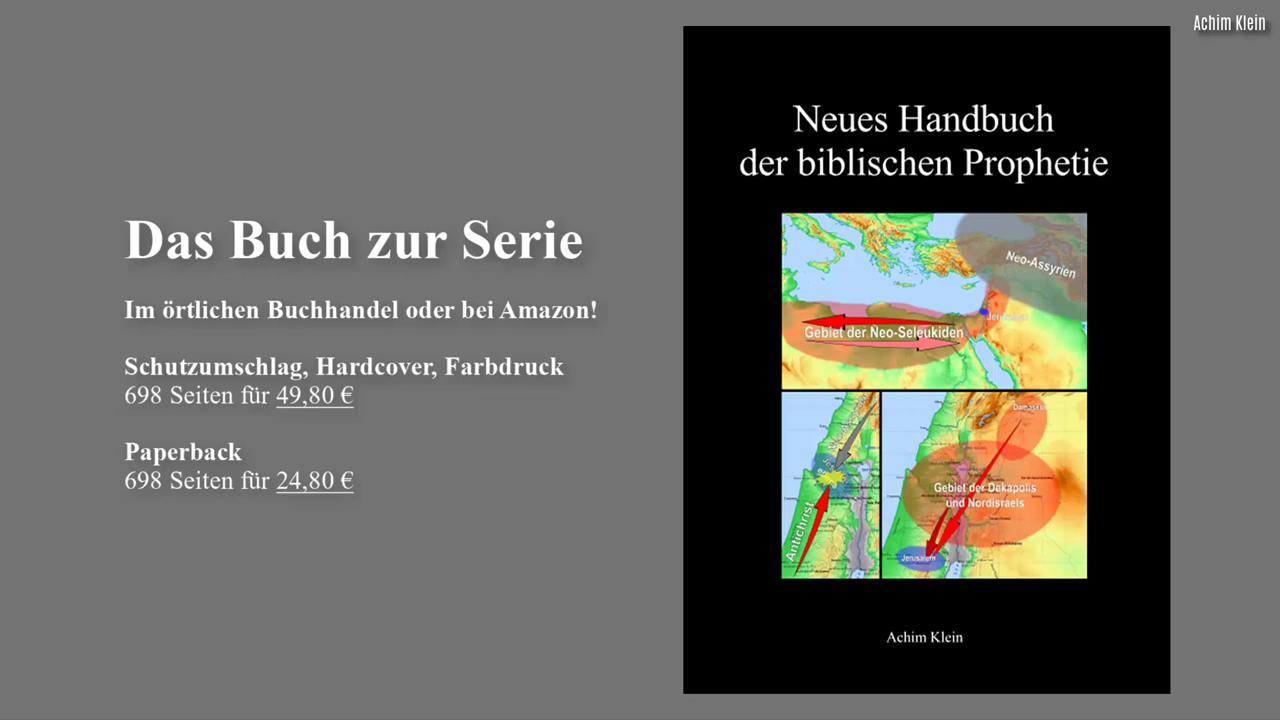 Achim Klein
Das Buch zur Serie
Im örtlichen Buchhandel oder bei Amazon!
Schutzumschlag, Hardcover, Farbdruck
698 Seiten für 49,80 €
Paperback
698 Seiten für 24,80 €
Neues Handbuch
der biblischen Prophetie
Neo-Assyrien
Jerusalem
Gebiet der Neo-Seleukiden
Antichrist
Damaskus
Gebiet der Dekapolis
und Nordisraels
Jerusalem
Achim Klein